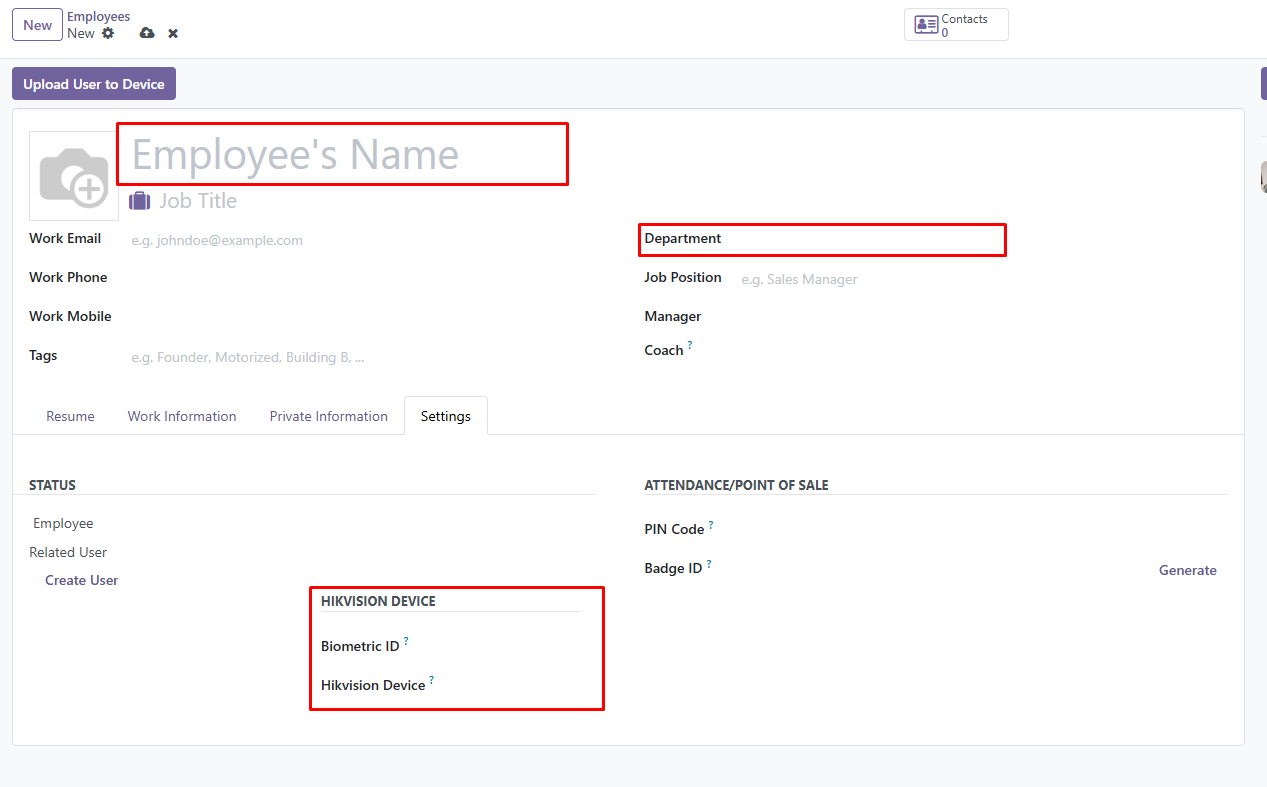 New
Employees
New
Contacts
0
Upload User to Device
Employee's Name
Job Title
Work Email e.g. johndoe@example.com
Department
Work Phone
Job Position e.g. Sales Manager
Work Mobile
Manager
Coach ?
Tags e.g. Founder, Motorized, Building B, ...
Resume Work Information Private Information Settings
STATUS
Employee
Related User
Create User
HIKVISION DEVICE
Biometric ID ?
Hikvision Device ?
ATTENDANCE/POINT OF SALE
PIN Code ?
Badge ID ? Generate